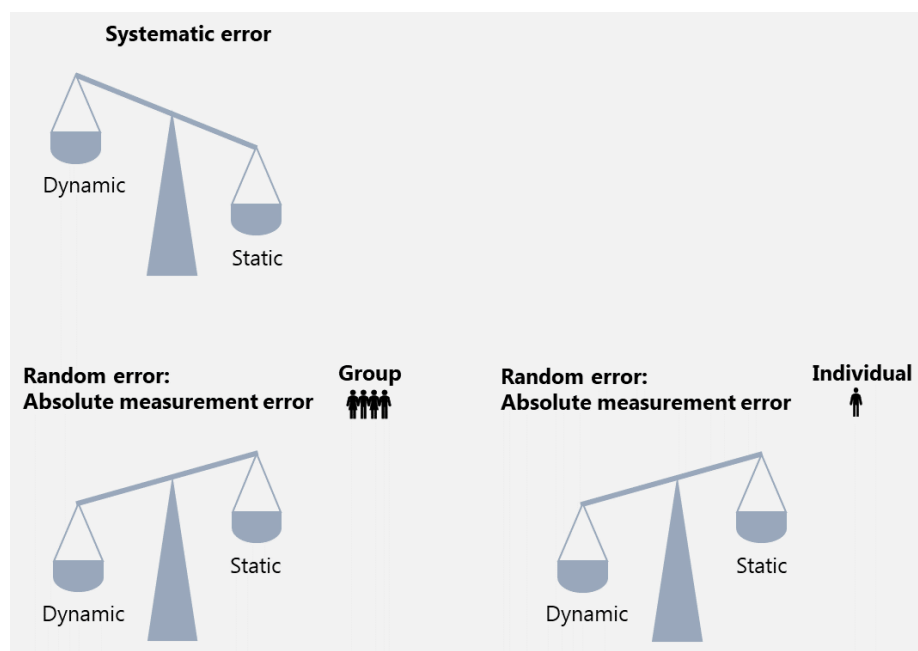 Systematic error
Dynamic
Static
Random error:
Absolute measurement error
Group
Static
Dynamic
Random error:
Absolute measurement error
Individual
Static
Dynamic